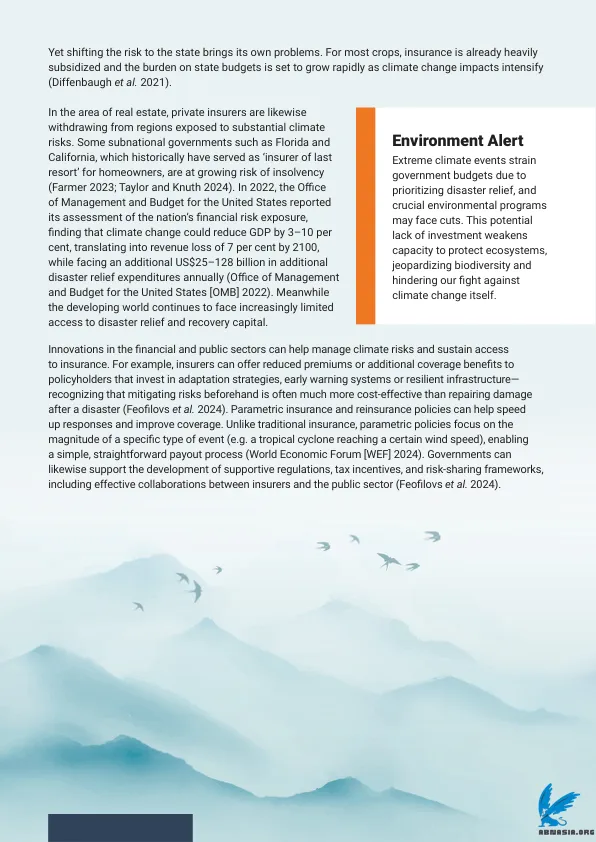 Yet shifting the risk to the state brings its own problems. For most crops, insurance is already heavily
subsidized and the burden on state budgets is set to grow rapidly as climate change impacts intensify
(Diffenbaugh et al. 2021).
In the area of real estate, private insurers are likewise
withdrawing from regions exposed to substantial climate
risks. Some subnational governments such as Florida and
California, which historically have served as ‘insurer of last
resort’ for homeowners, are at growing risk of insolvency
(Farmer 2023; Taylor and Knuth 2024). In 2022, the Office
of Management and Budget for the United States reported
its assessment of the nation’s financial risk exposure,
finding that climate change could reduce GDP by 3–10 per
cent, translating into revenue loss of 7 per cent by 2100,
while facing an additional US$25–128 billion in additional
disaster relief expenditures annually (Office of Management
and Budget for the United States [OMB] 2022). Meanwhile
the developing world continues to face increasingly limited
access to disaster relief and recovery capital.
Environment Alert
Extreme climate events strain
government budgets due to
prioritizing disaster relief, and
crucial environmental programs
may face cuts. This potential
lack of investment weakens
capacity to protect ecosystems,
jeopardizing biodiversity and
hindering our fight against
climate change itself.
Innovations in the financial and public sectors can help manage climate risks and sustain access
to insurance. For example, insurers can offer reduced premiums or additional coverage benefits to
policyholders that invest in adaptation strategies, early warning systems or resilient infrastructure—
recognizing that mitigating risks beforehand is often much more cost-effective than repairing damage
after a disaster (Feofilovs et al. 2024). Parametric insurance and reinsurance policies can help speed
up responses and improve coverage. Unlike traditional insurance, parametric policies focus on the
magnitude of a specific type of event (e.g. a tropical cyclone reaching a certain wind speed), enabling
a simple, straightforward payout process (World Economic Forum [WEF] 2024). Governments can
likewise support the development of supportive regulations, tax incentives, and risk-sharing frameworks,
including effective collaborations between insurers and the public sector (Feofilovs et al. 2024).
ABNASIA.ORG